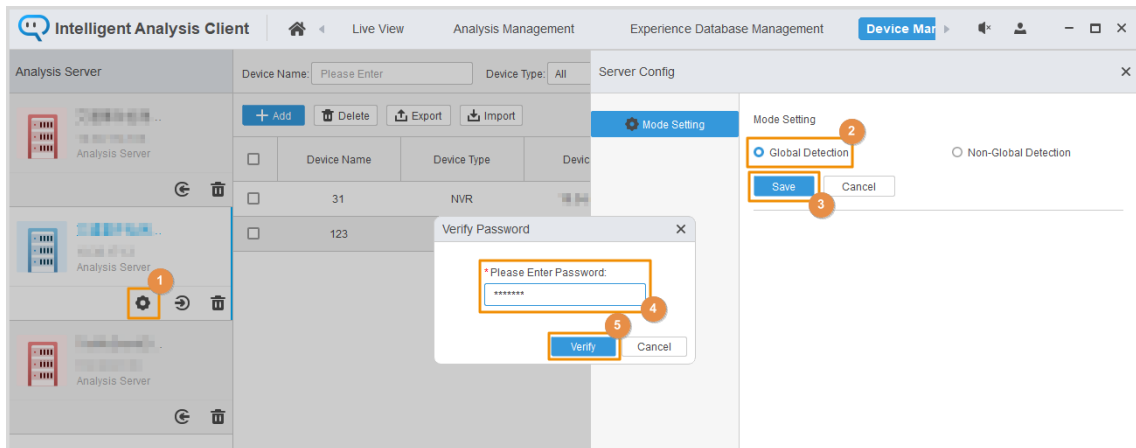 Intelligent Analysis Client
Live View
Analysis Management
Experience Database Management
Device Mar
Analysis Server
Device Name: Please Enter
Device Type: All
Server Config
Add
Delete
Export
Import
Mode Setting
Mode Setting
2
Global Detection
Non-Global Detection
Save
Cancel
3
Analysis Server
Device Name
Device Type
Devic
31
NVR
123
Analysis Server
1
Verify Password
*Please Enter Password:
*******
4
5
Verify
Cancel
Analysis Server